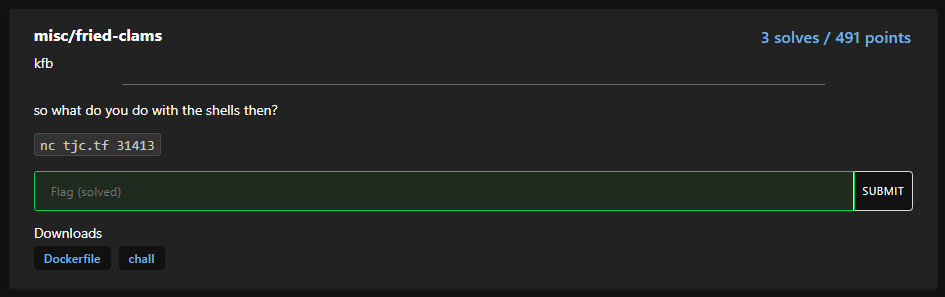 misc/fried-clams
3 solves / 491 points
kfb
so what do you do with the shells then?
nc tjc.tf 31413
Flag (solved)
SUBMIT
Downloads
Dockerfile
chall